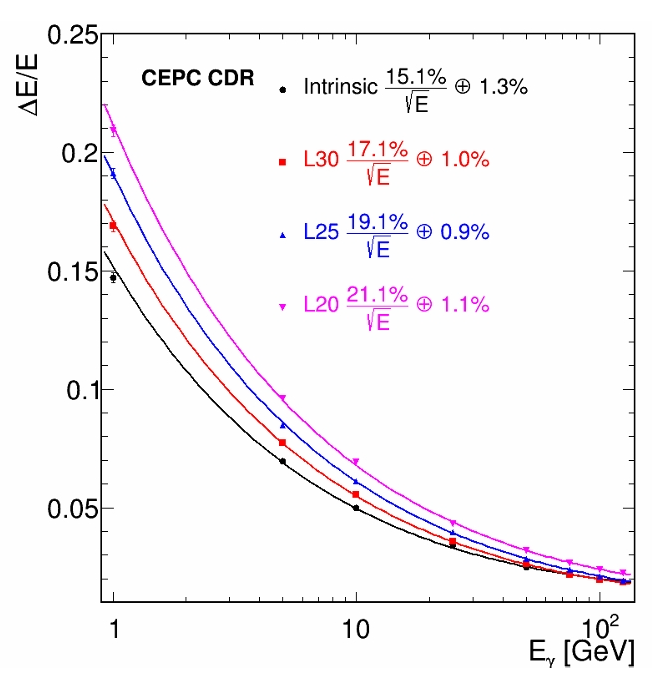 ΔE/E
0.25
0.2
0.15
0.1
0.05
CEPC CDR
Intrinsic 15.1%/√E ⊕ 1.3%
L30 17.1%/√E ⊕ 1.0%
L25 19.1%/√E ⊕ 0.9%
L20 21.1%/√E ⊕ 1.1%
1 10 10²
E_γ [GeV]